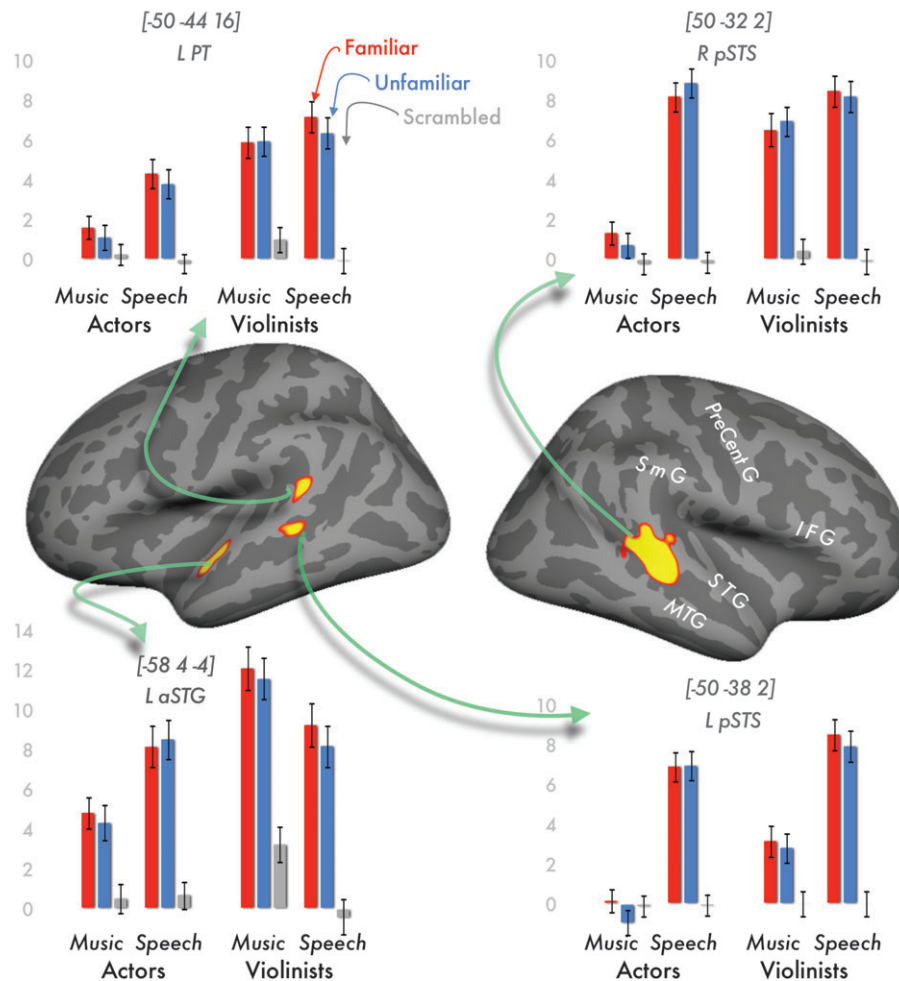 [-50 -44 16]
L PT
10
8
6
4
2
0
Familiar
Unfamiliar
Scrambled
Music Speech Music Speech
Actors Violinists
[50 -32 2]
R pSTS
10
8
6
4
2
0
Music Speech Music Speech
Actors Violinists
PreCent G
SmG
IFG
STG
MTG
[-58 4 -4]
L aSTG
14
12
10
8
6
4
2
0
Music Speech Music Speech
Actors Violinists
[-50 -38 2]
L pSTS
10
8
6
4
2
0
Music Speech Music Speech
Actors Violinists